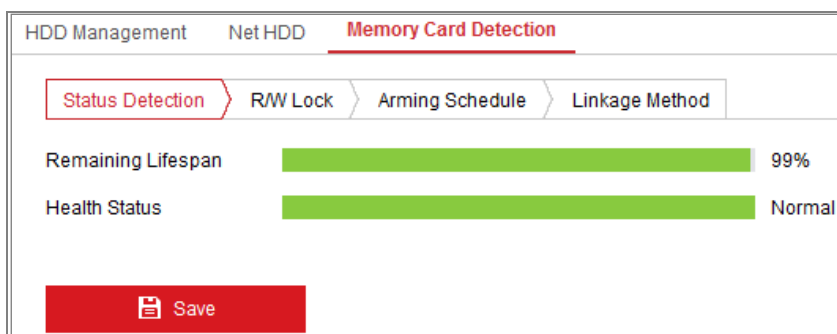 HDD Management Net HDD Memory Card Detection
Status Detection R/W Lock Arming Schedule Linkage Method
Remaining Lifespan 99%
Health Status Normal
Save